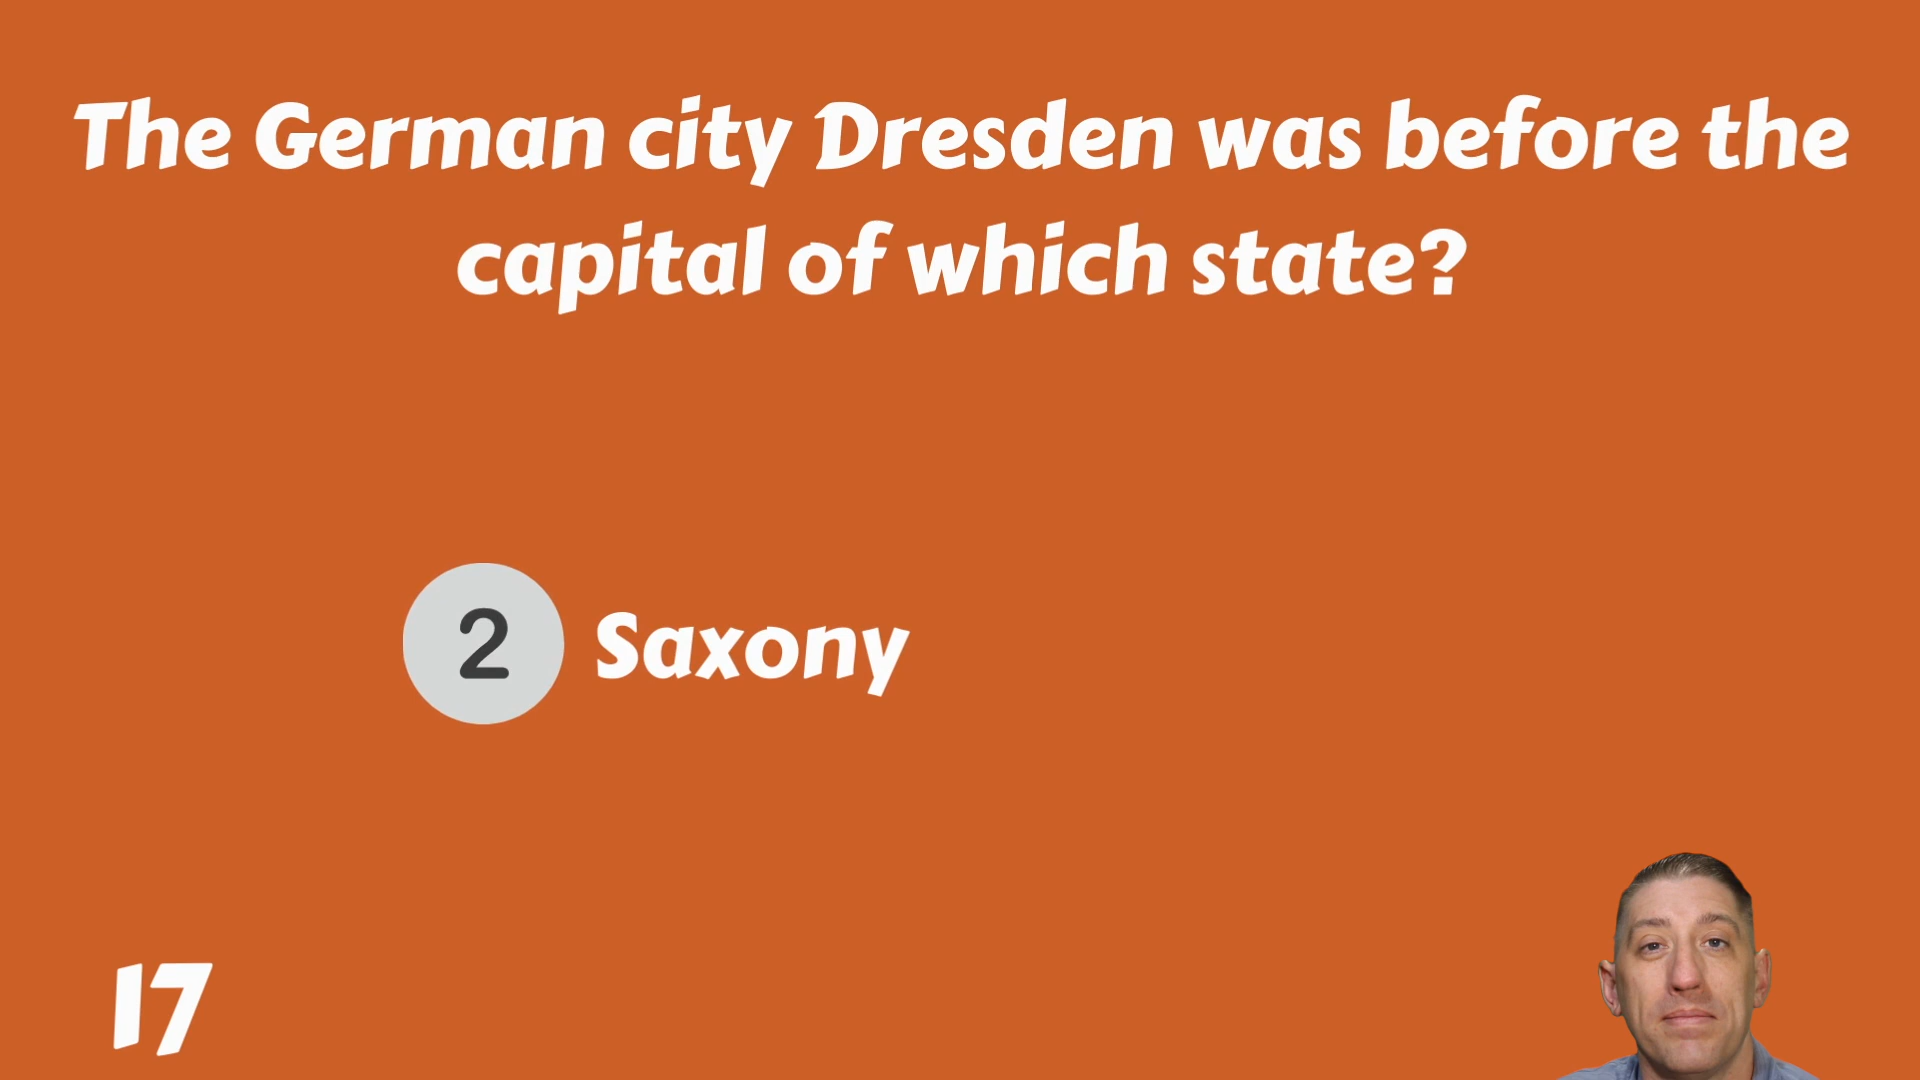 The German city Dresden was before the
capital of which state?
2 Saxony
17